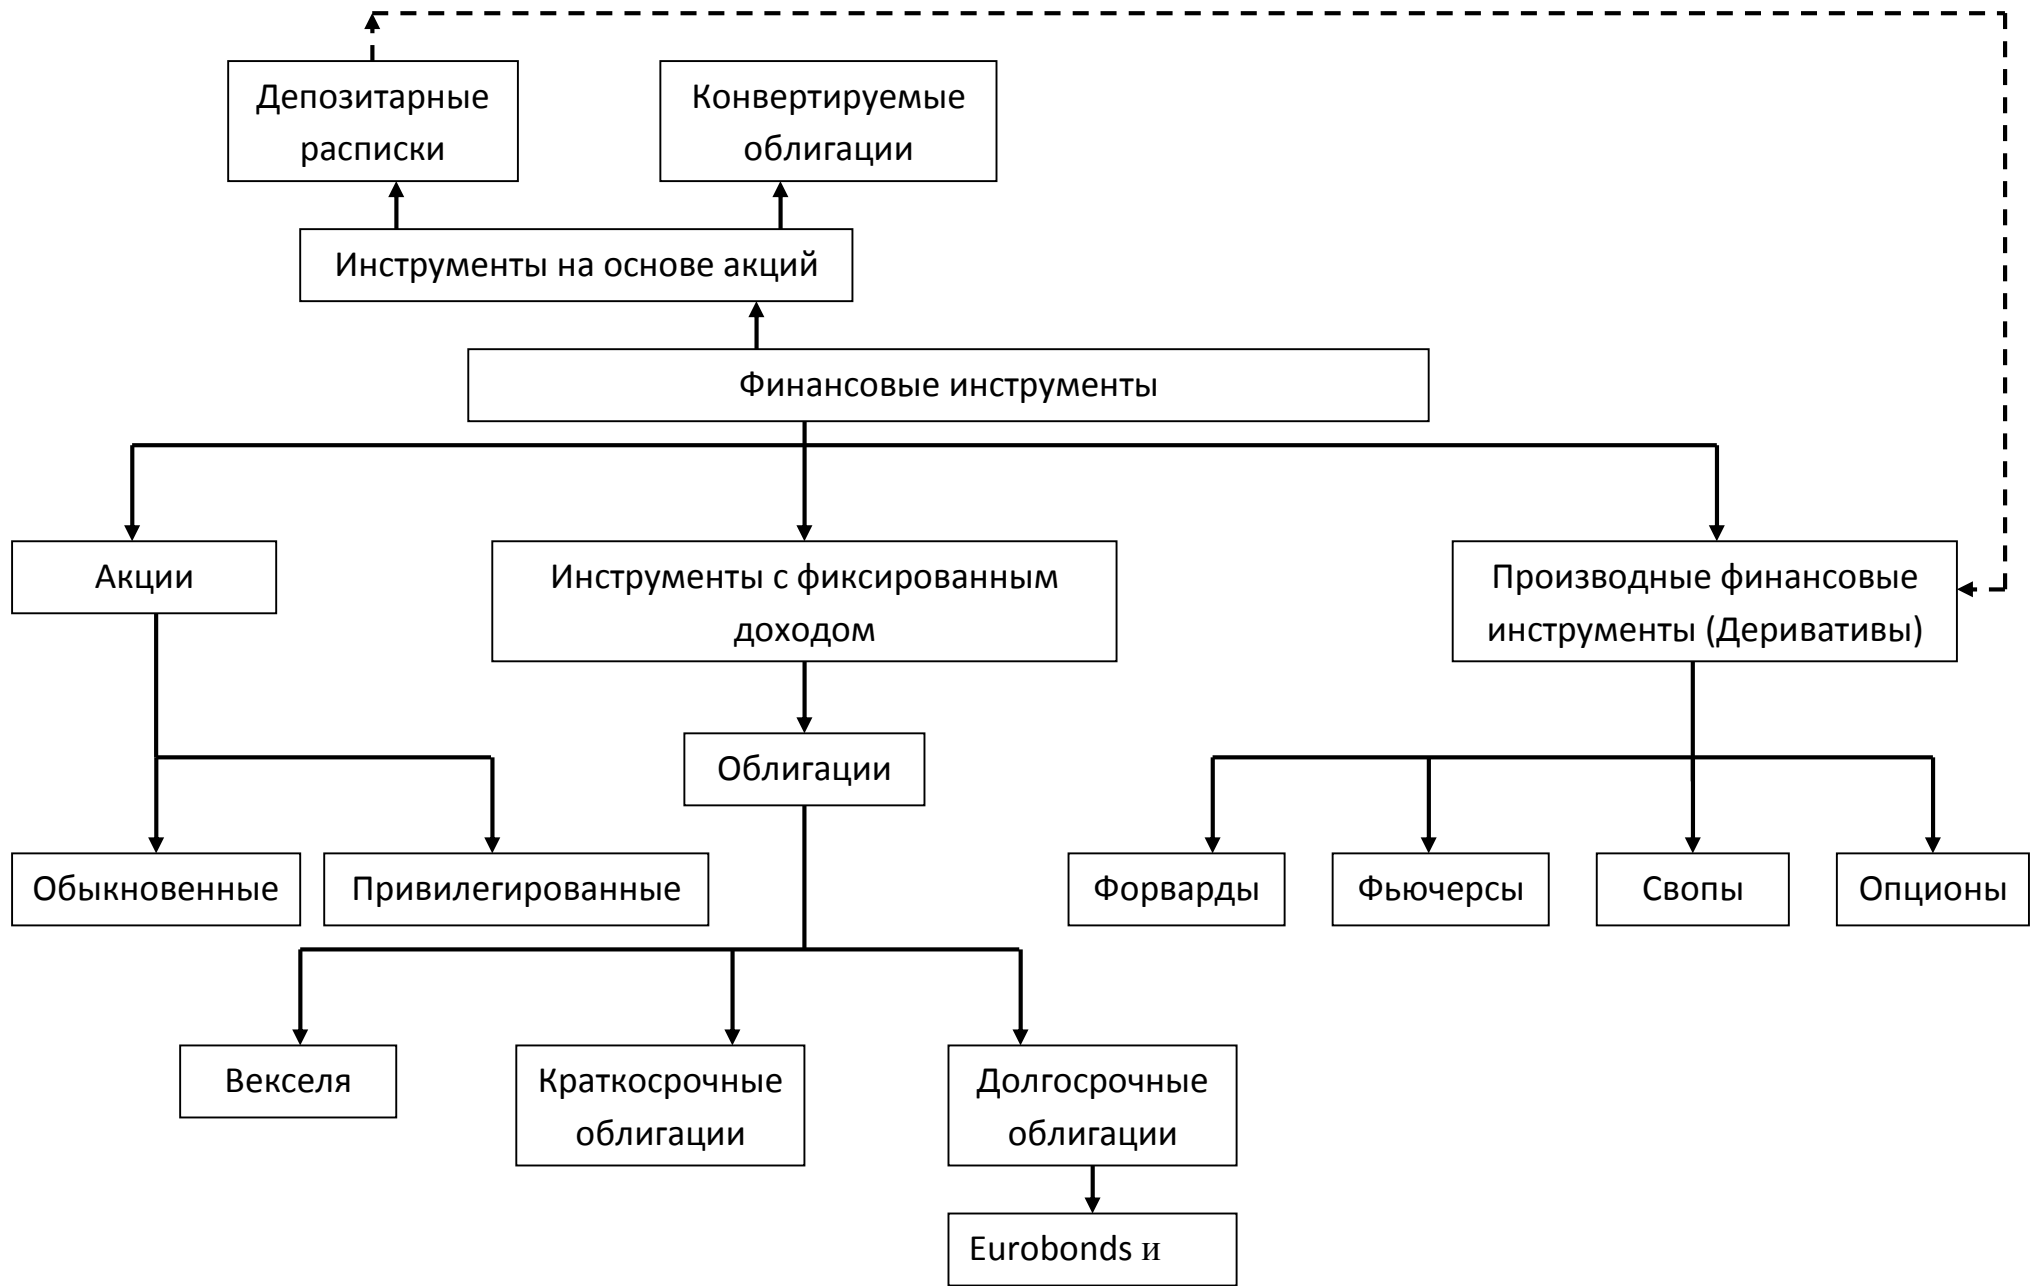 Депозитарные
расписки
Конвертируемые
облигации
Инструменты на основе акций
Финансовые инструменты
Акции
Инструменты с фиксированным
доходом
Производные финансовые
инструменты (Деривативы)
Облигации
Обыкновенные
Привилегированные
Форварды
Фьючерсы
Свопы
Опционы
Векселя
Краткосрочные
облигации
Долгосрочные
облигации
Eurobonds и